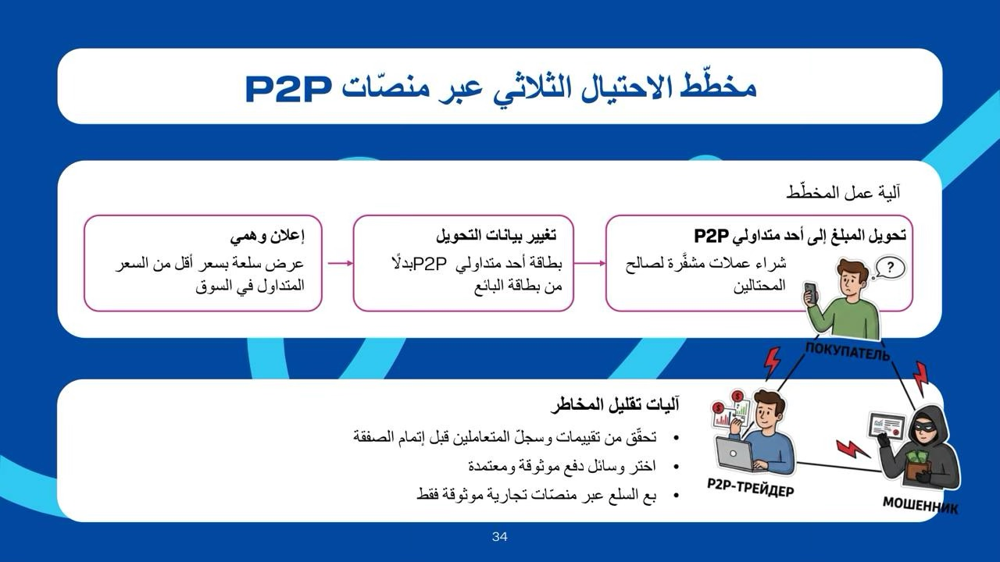 مخطّط الاحتيال الثلاثي عبر منصّات P2P
آلية عمل المخطّط
إعلان وهمي
عرض سلعة بسعر أقل من السعر
المتداول في السوق
تغيير بيانات التحويل
بطاقة أحد متداولي P2Pبدلًا
من بطاقة البائع
تحويل المبلغ إلى أحد متداولي P2P
شراء عملات مشفَّرة لصالح
المحتالين
?
ПОКУПАТЕЛЬ
$ $
P2P-ТРЕЙДЕР
МОШЕННИК
آليات تقليل المخاطر
• تحقّق من تقييمات وسجلّ المتعاملين قبل إتمام الصفقة
• اختر وسائل دفع موثوقة ومعتمدة
• بع السلع عبر منصّات تجارية موثوقة فقط
34